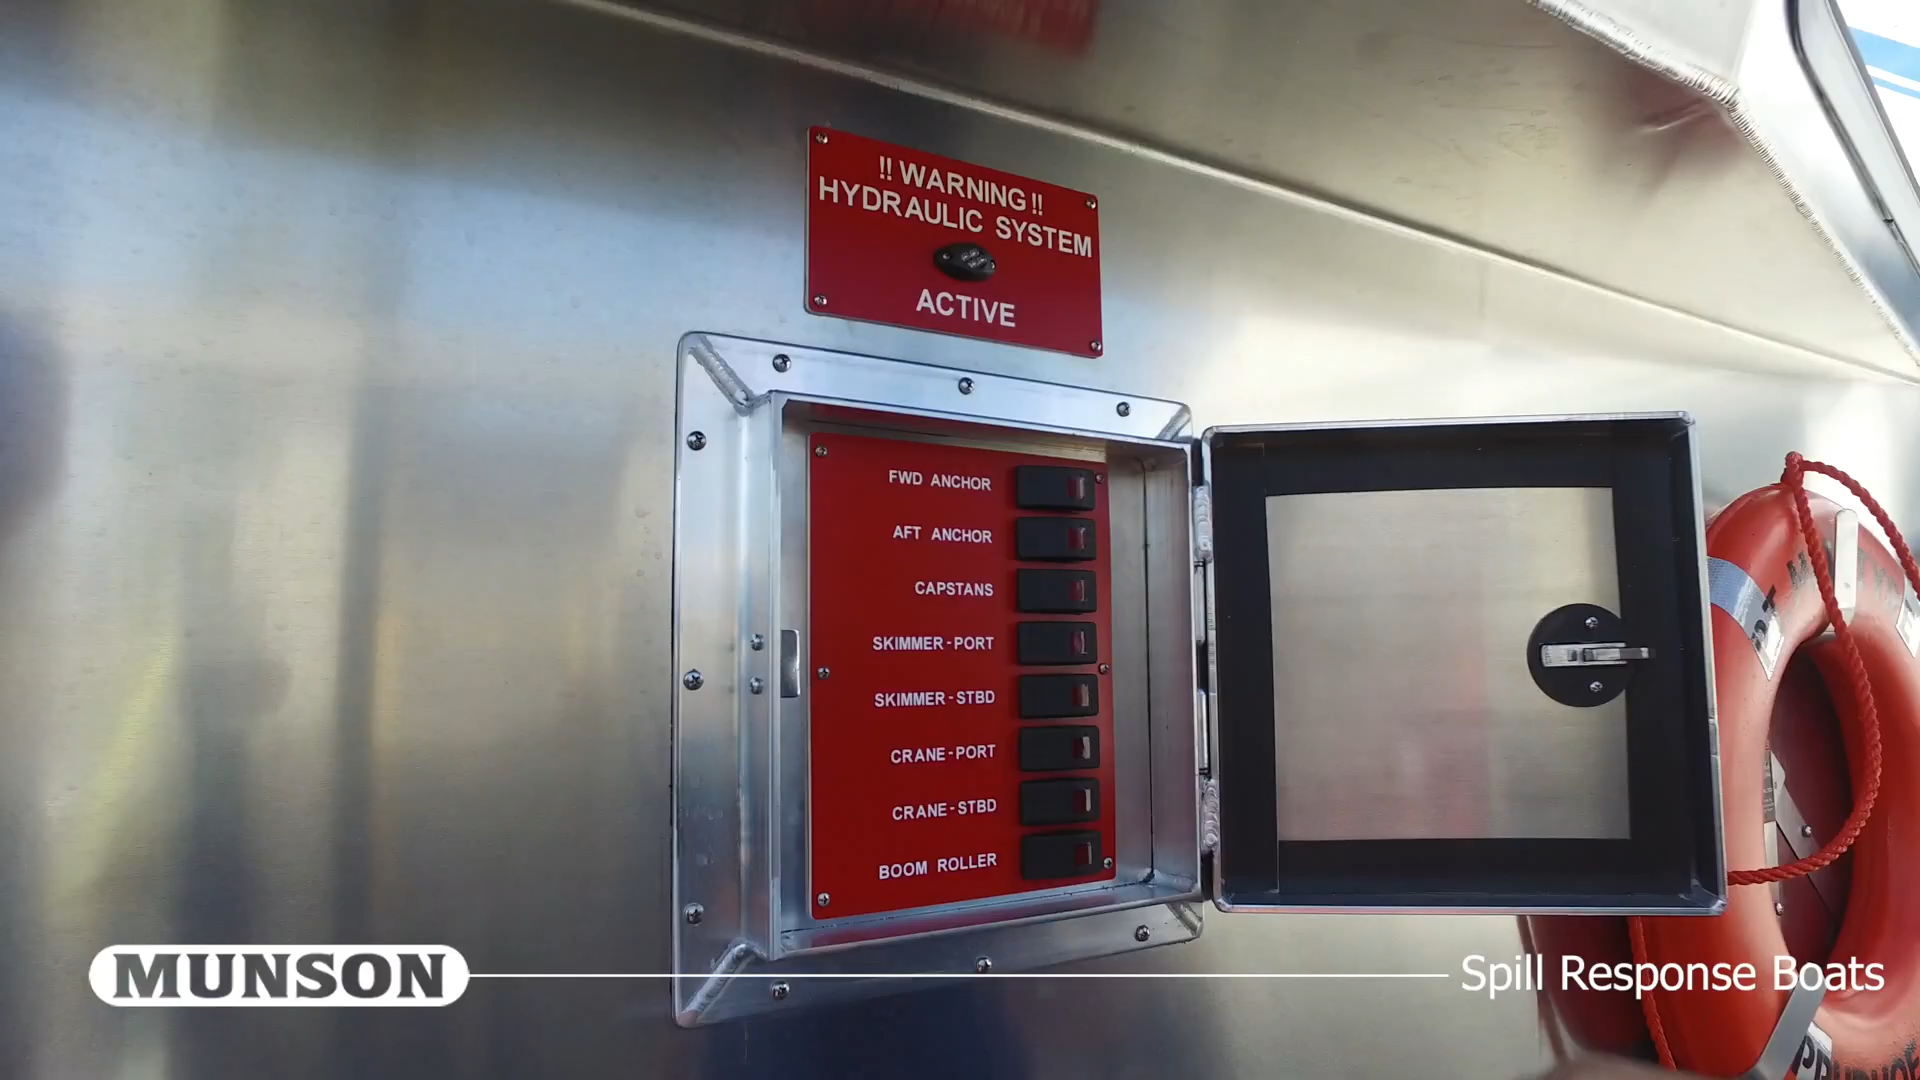 !! WARNING !!
HYDRAULIC SYSTEM
ACTIVE
FWD ANCHOR
AFT ANCHOR
CAPSTANS
SKIMMER-PORT
SKIMMER-STBD
CRANE-PORT
CRANE-STBD
BOOM ROLLER
MUNSON
Spill Response Boats